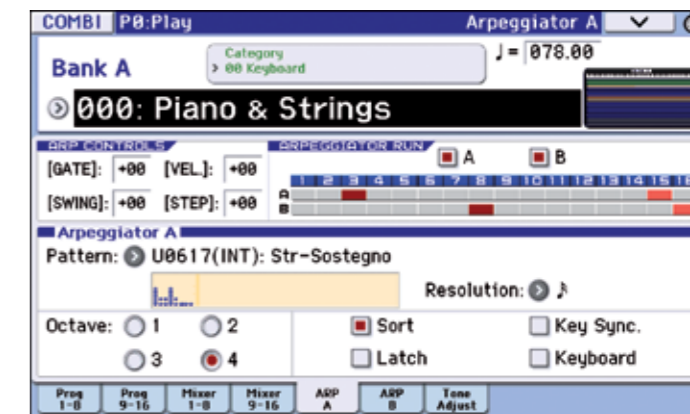 COMBI P0:Play Arpeggiator A
Category
00 Keyboard
♩= 078.00
Bank A
000: Piano & Strings
ARP CONTROLS ARPEGGIATOR RUN
A B
[GATE]: +00 [VEL.]: +00
1 2 3 4 5 6 7 8 9 10 11 12 13 14 15 16
[SWING]: +00 [STEP]: +00
A
B
Arpeggiator A
Pattern: U0617(INT): Str-Sostegno
Resolution:
Octave: 1 2 Sort Key Sync.
3 4 Latch Keyboard
Prog 1-8 Prog 9-16 Mixer 1-8 Mixer 9-16 ARP A ARP B Tone Adjust